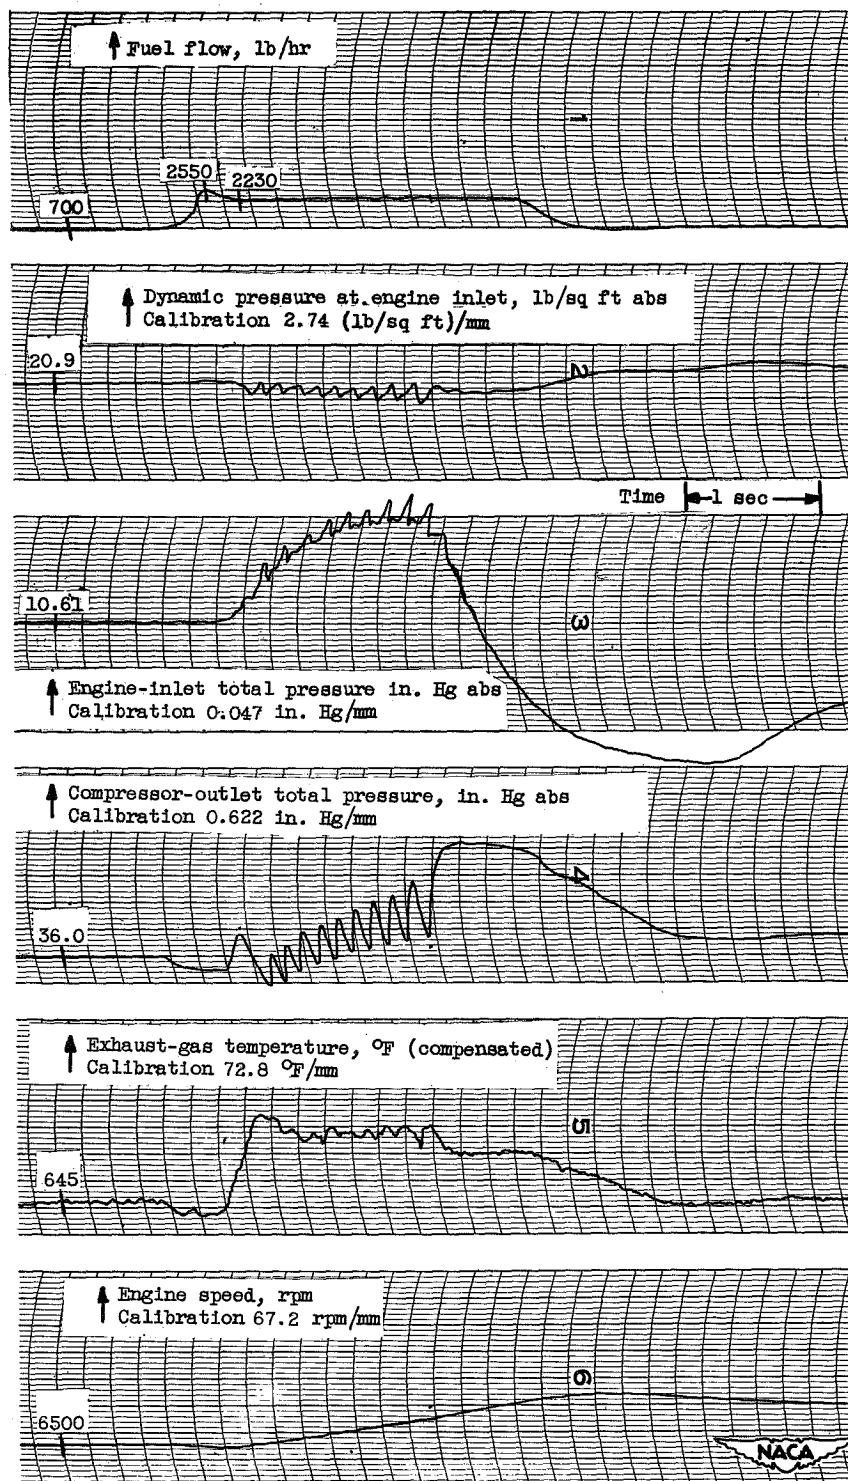 Fuel flow, lb/hr
1
2550
2230
700
Dynamic pressure at engine inlet, lb/sq ft abs
Calibration 2.74 (lb/sq ft)/mm
20.9
2
Time 1 sec
10.61
3
Engine-inlet total pressure in. Hg abs
Calibration 0.047 in. Hg/mm
Compressor-outlet total pressure, in. Hg abs
Calibration 0.622 in. Hg/mm
4
36.0
Exhaust-gas temperature, °F (compensated)
Calibration 72.8 °F/mm
5
645
Engine speed, rpm
Calibration 67.2 rpm/mm
6
6500
NACA